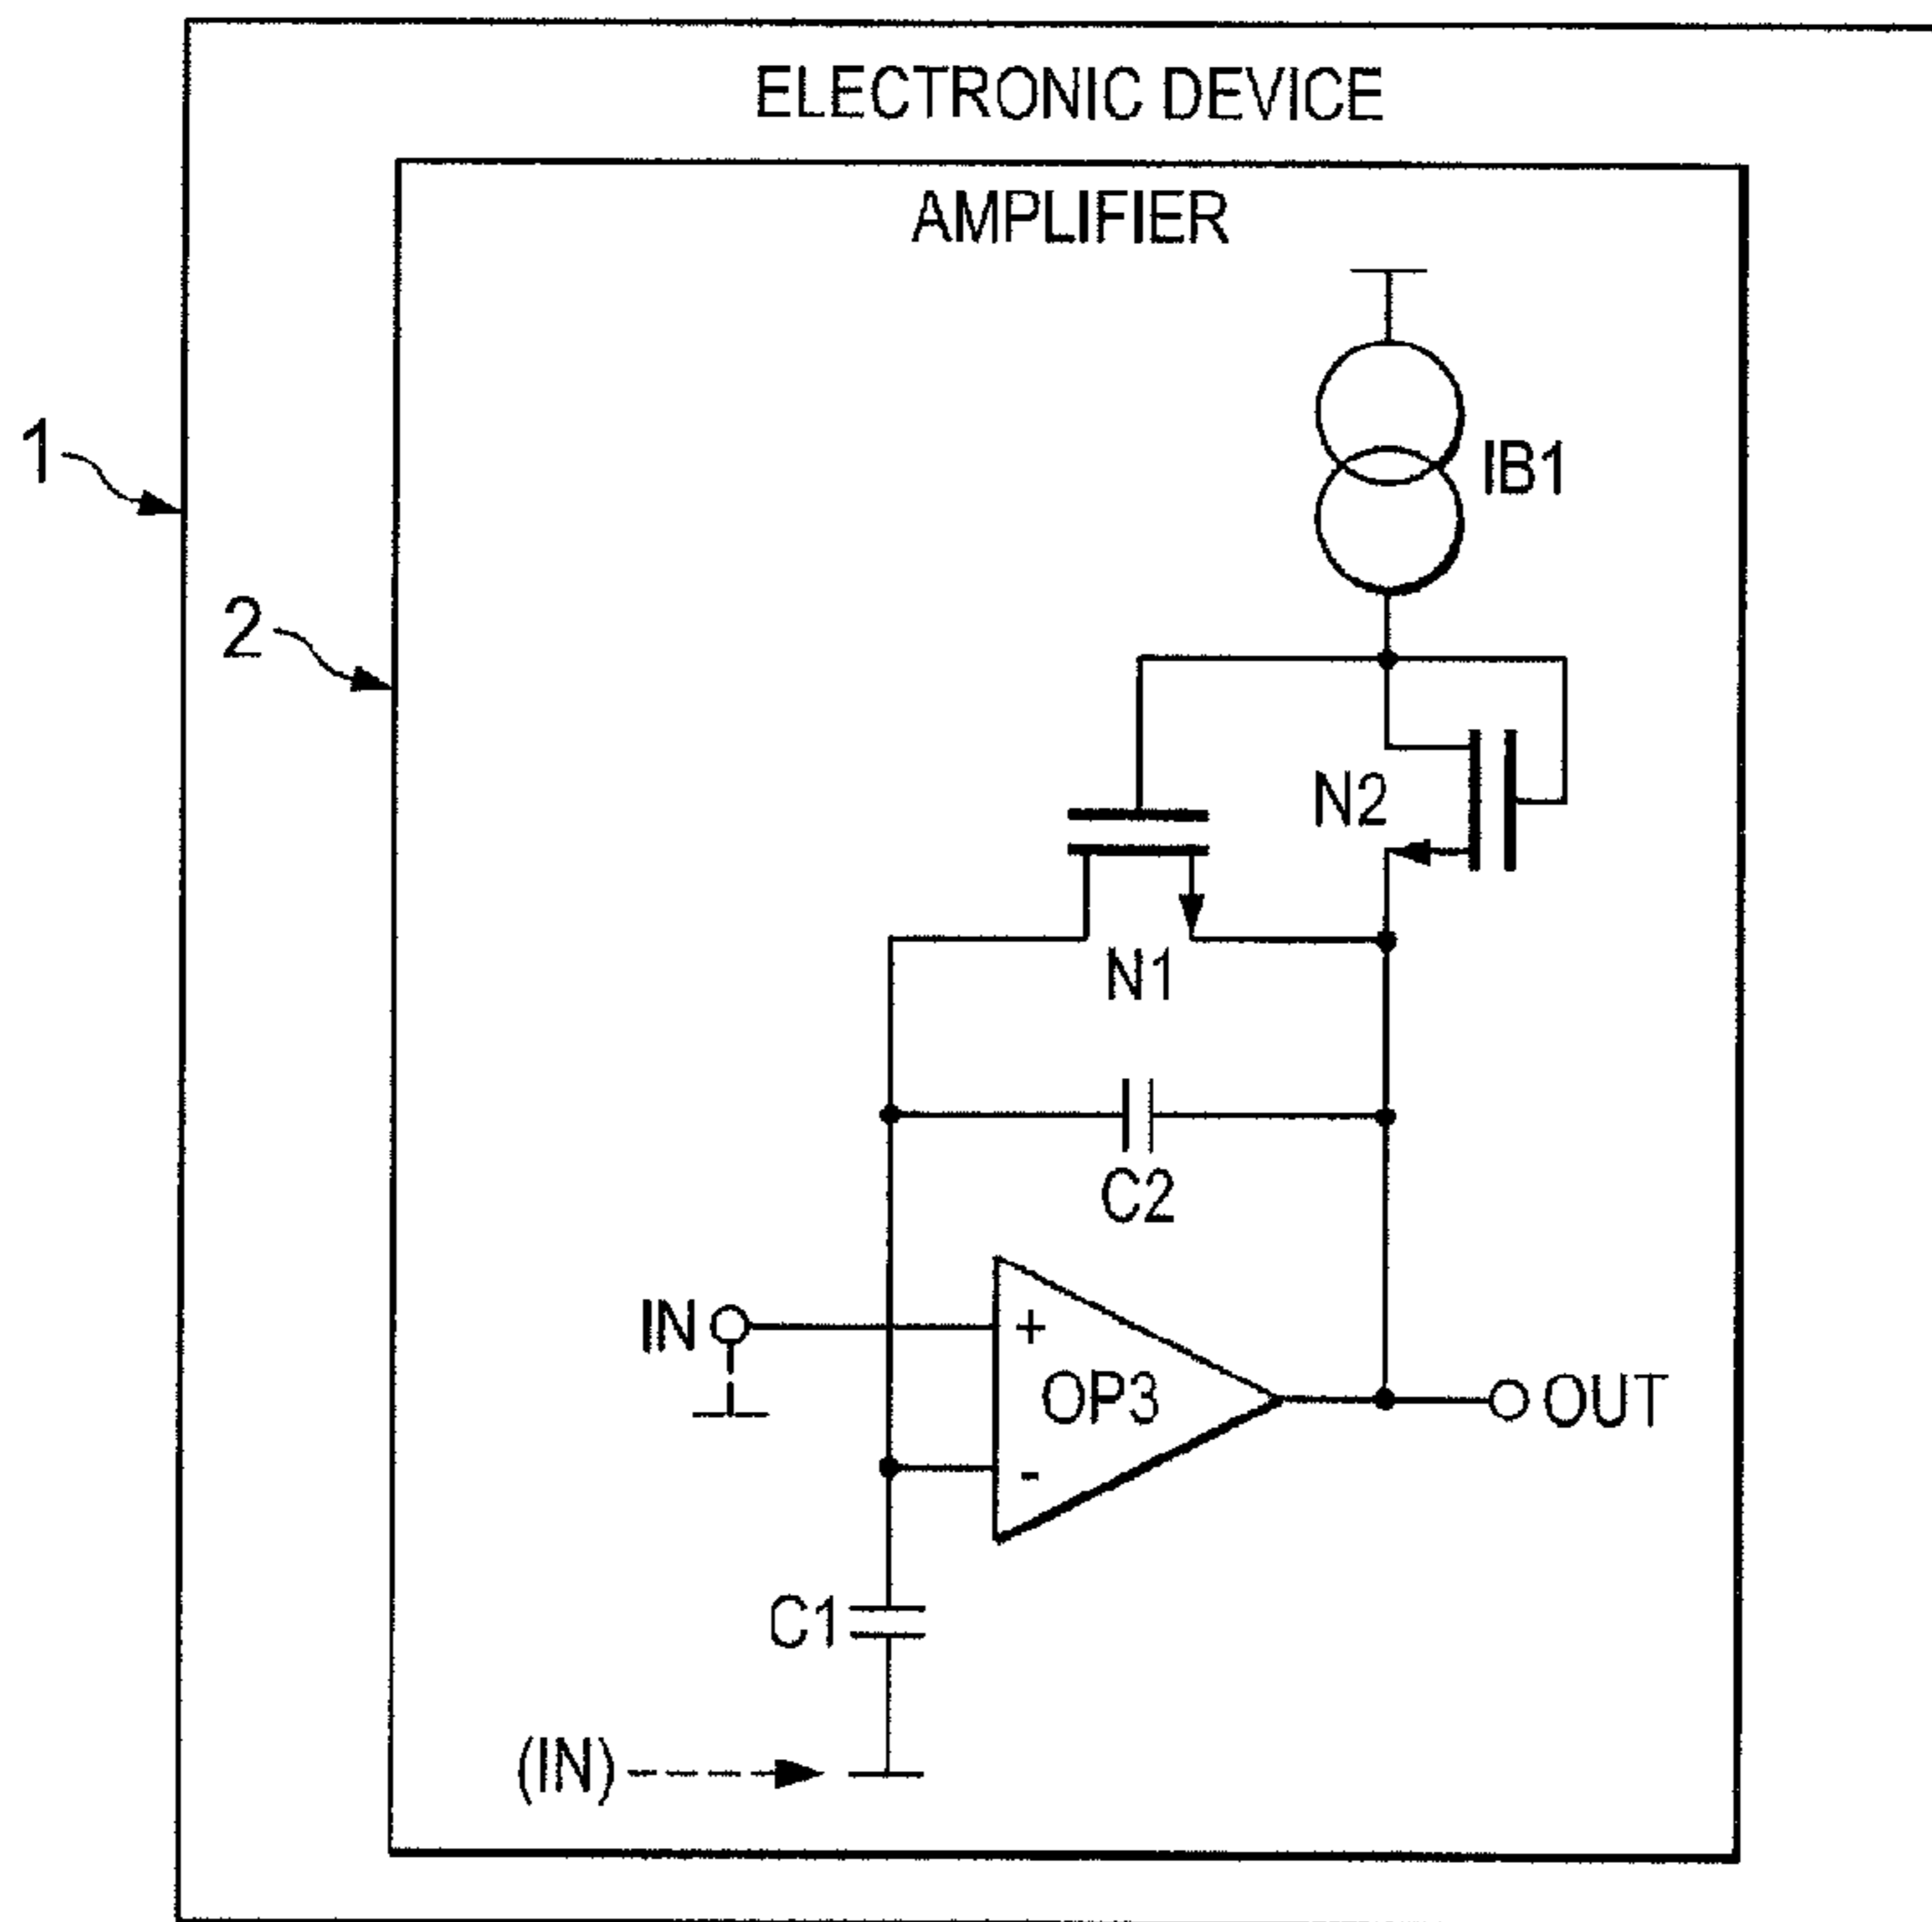 ELECTRONIC DEVICE
AMPLIFIER
1
IB1
2
N2
N1
C2
IN
+
OP3
OUT
-
C1
(IN)